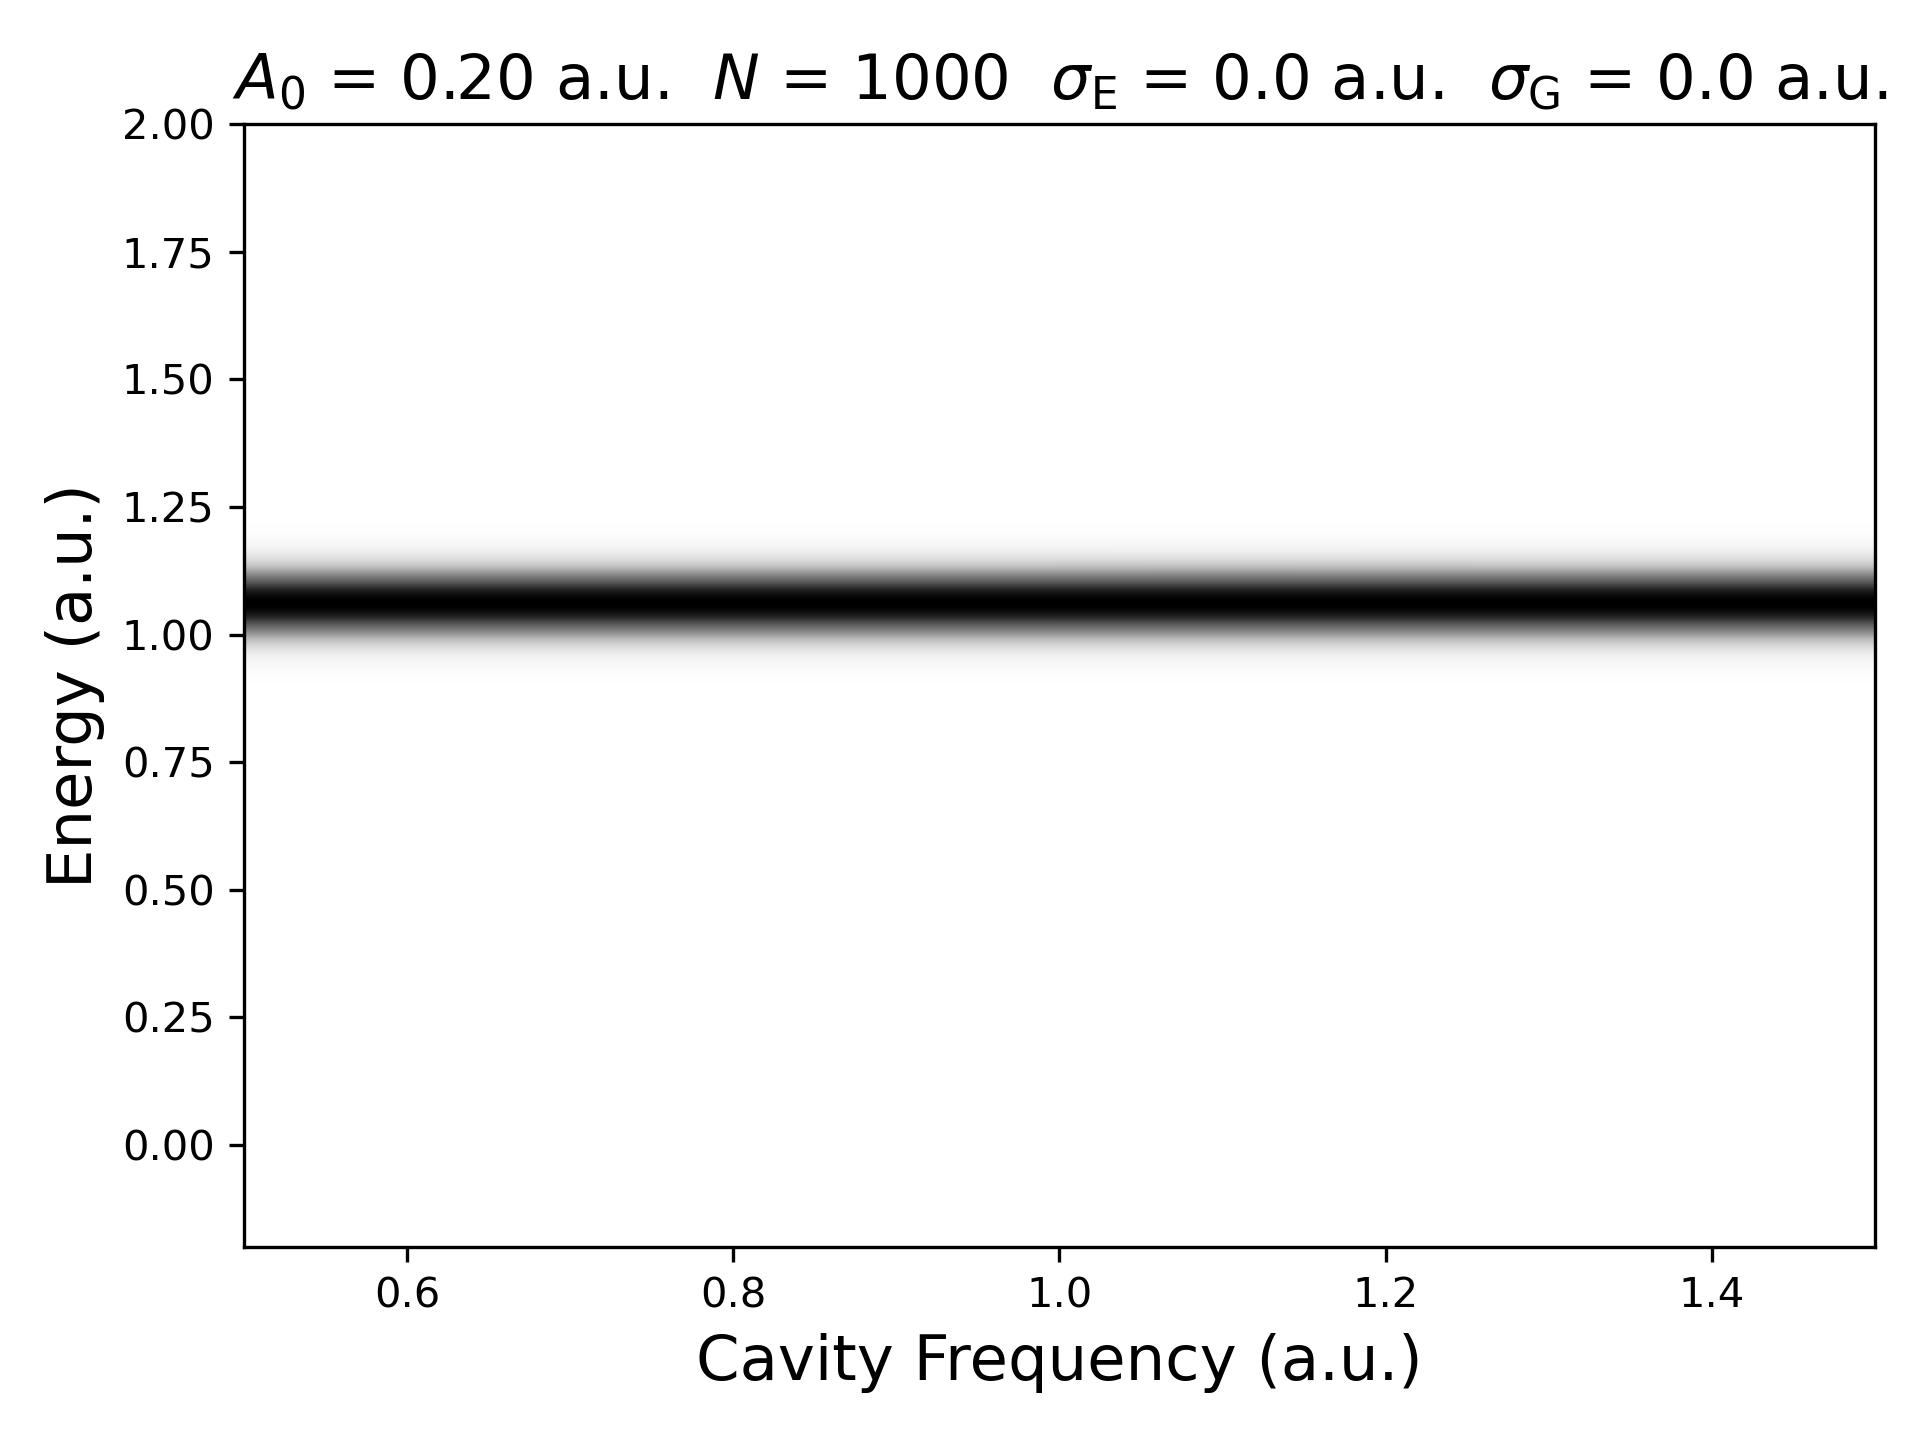 A₀ = 0.20 a.u. N = 1000 σE = 0.0 a.u. σG = 0.0 a.u.
2.00
1.75
1.50
1.25
1.00
0.75
0.50
0.25
0.00
Energy (a.u.)
0.6 0.8 1.0 1.2 1.4
Cavity Frequency (a.u.)